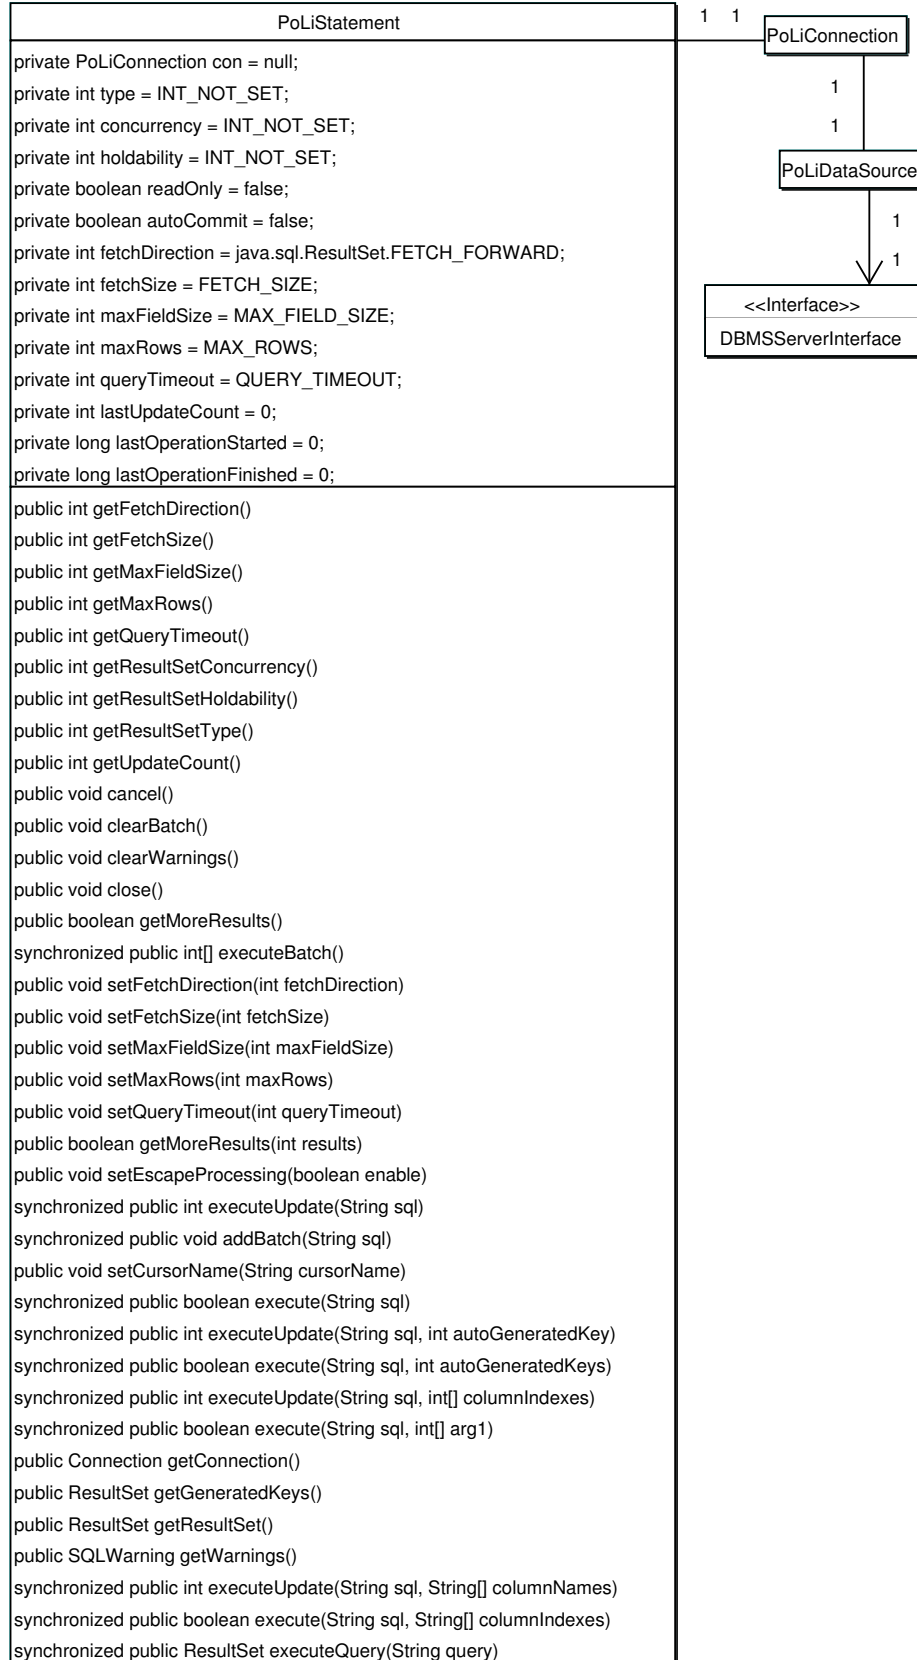 PoLiStatement
private PoLiConnection con = null;
private int type = INT_NOT_SET;
private int concurrency = INT_NOT_SET;
private int holdability = INT_NOT_SET;
private boolean readOnly = false;
private boolean autoCommit = false;
private int fetchDirection = java.sql.ResultSet.FETCH_FORWARD;
private int fetchSize = FETCH_SIZE;
private int maxFieldSize = MAX_FIELD_SIZE;
private int maxRows = MAX_ROWS;
private int queryTimeout = QUERY_TIMEOUT;
private int lastUpdateCount = 0;
private long lastOperationStarted = 0;
private long lastOperationFinished = 0;
public int getFetchDirection()
public int getFetchSize()
public int getMaxFieldSize()
public int getMaxRows()
public int getQueryTimeout()
public int getResultSetConcurrency()
public int getResultSetHoldability()
public int getResultSetType()
public int getUpdateCount()
public void cancel()
public void clearBatch()
public void clearWarnings()
public void close()
public boolean getMoreResults()
synchronized public int[] executeBatch()
public void setFetchDirection(int fetchDirection)
public void setFetchSize(int fetchSize)
public void setMaxFieldSize(int maxFieldSize)
public void setMaxRows(int maxRows)
public void setQueryTimeout(int queryTimeout)
public boolean getMoreResults(int results)
public void setEscapeProcessing(boolean enable)
synchronized public int executeUpdate(String sql)
synchronized public void addBatch(String sql)
public void setCursorName(String cursorName)
synchronized public boolean execute(String sql)
synchronized public int executeUpdate(String sql, int autoGeneratedKey)
synchronized public boolean execute(String sql, int autoGeneratedKeys)
synchronized public int executeUpdate(String sql, int[] columnIndexes)
synchronized public boolean execute(String sql, int[] arg1)
public Connection getConnection()
public ResultSet getGeneratedKeys()
public ResultSet getResultSet()
public SQLWarning getWarnings()
synchronized public int executeUpdate(String sql, String[] columnNames)
synchronized public boolean execute(String sql, String[] columnIndexes)
synchronized public ResultSet executeQuery(String query)
1 1
PoLiConnection
1
1
PoLiDataSource
1
1
<<Interface>>
DBMSServerInterface